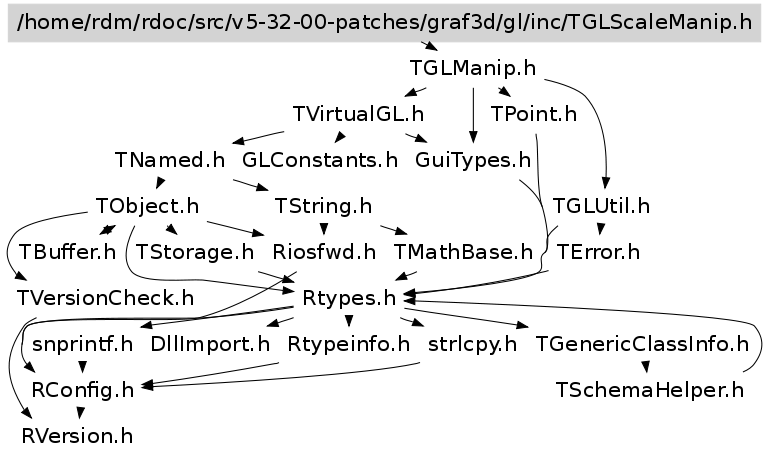 /home/rdm/rdoc/src/v5-32-00-patches/graf3d/gl/inc/TGLScaleManip.h
TGLManip.h
TVirtualGL.h TPoint.h
TNamed.h GLConstants.h GuiTypes.h
TObject.h TString.h TGLUtil.h
TBuffer.h TStorage.h Riosfwd.h TMathBase.h TError.h
TVersionCheck.h Rtypes.h
snprintf.h DllImport.h Rtypeinfo.h strlcpy.h TGenericClassInfo.h
RConfig.h TSchemaHelper.h
RVersion.h